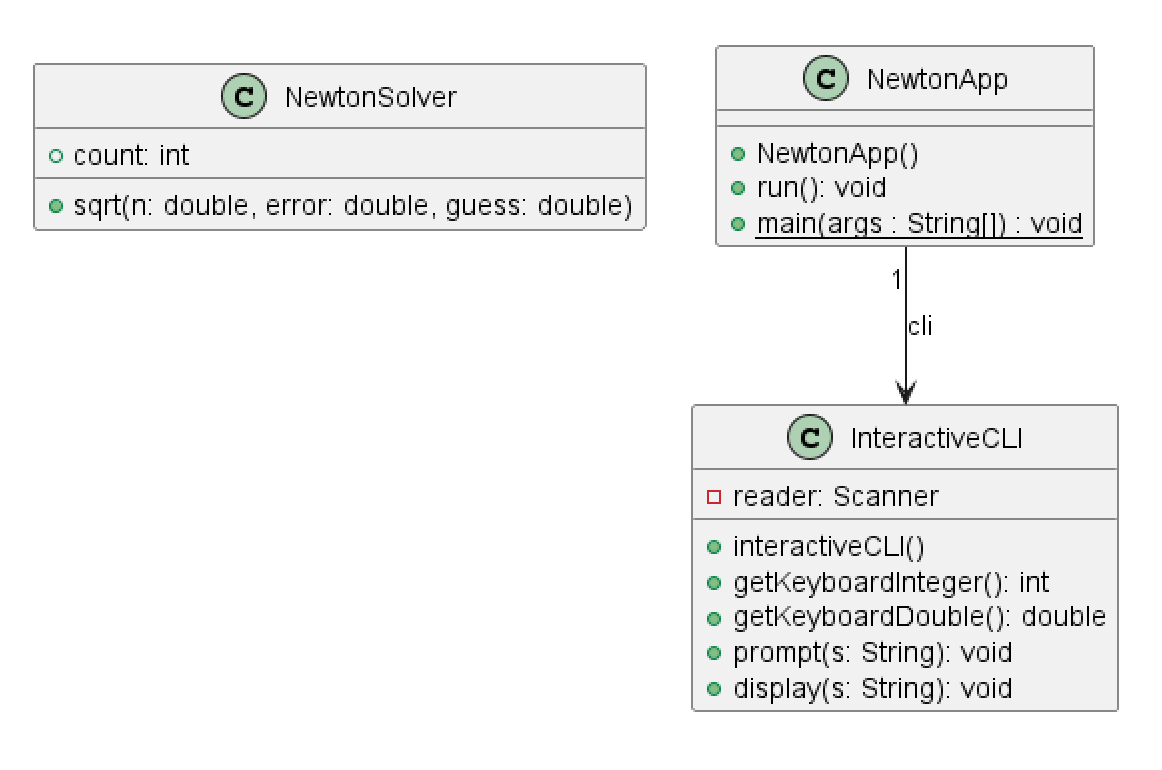 C NewtonSolver
count: int
sqrt(n: double, error: double, guess: double)
C NewtonApp
NewtonApp()
run(): void
main(args : String[]) : void
1
cli
C InteractiveCLI
reader: Scanner
interactiveCLI()
getKeyboardInteger(): int
getKeyboardDouble(): double
prompt(s: String): void
display(s: String): void